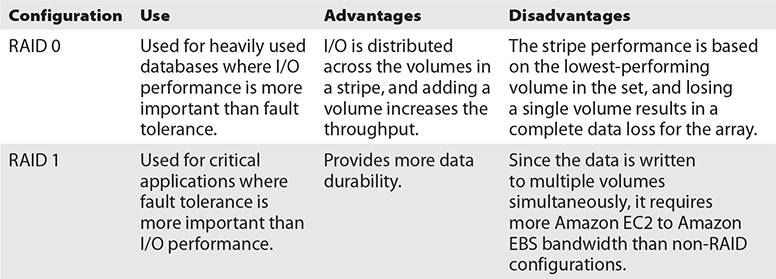 Configuration Use Advantages Disadvantages
RAID 0 Used for heavily used I/O is distributed The stripe performance is based
databases where I/O across the volumes in on the lowest-performing
performance is more a stripe, and adding a volume in the set, and losing
important than fault volume increases the a single volume results in a
tolerance. throughput. complete data loss for the array.
RAID 1 Used for critical Provides more data Since the data is written
applications where durability. to multiple volumes
fault tolerance is simultaneously, it requires
more important than more Amazon EC2 to Amazon
I/O performance. EBS bandwidth than non-RAID
configurations.